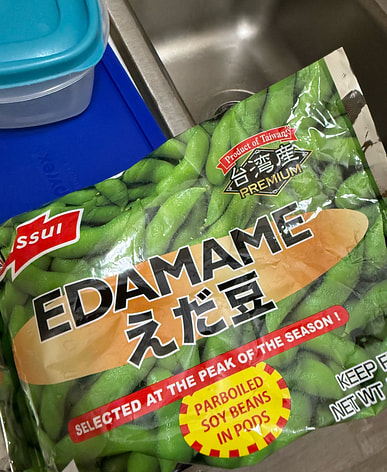 Product of Taiwan
台湾産
PREMIUM
ssui
EDAMAME
えだ豆
SELECTED AT THE PEAK OF THE SEASON!
PARBOILED
SOY BEANS
IN PODS
KEEP
NET WT